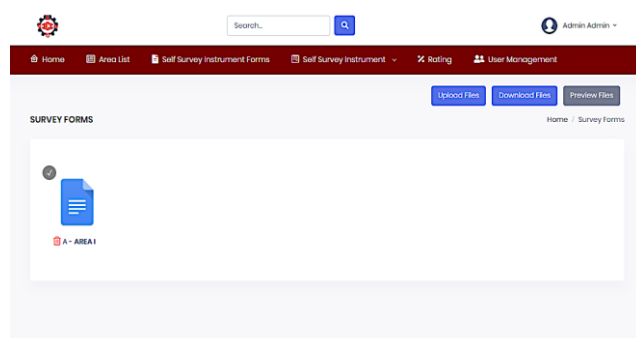 Search...
Admin Admin
Home Area List Self Survey Instrument Forms Self Survey Instrument Rating User Management
Upload Files Download Files Preview Files
SURVEY FORMS
Home / Survey Forms
A - AREA I